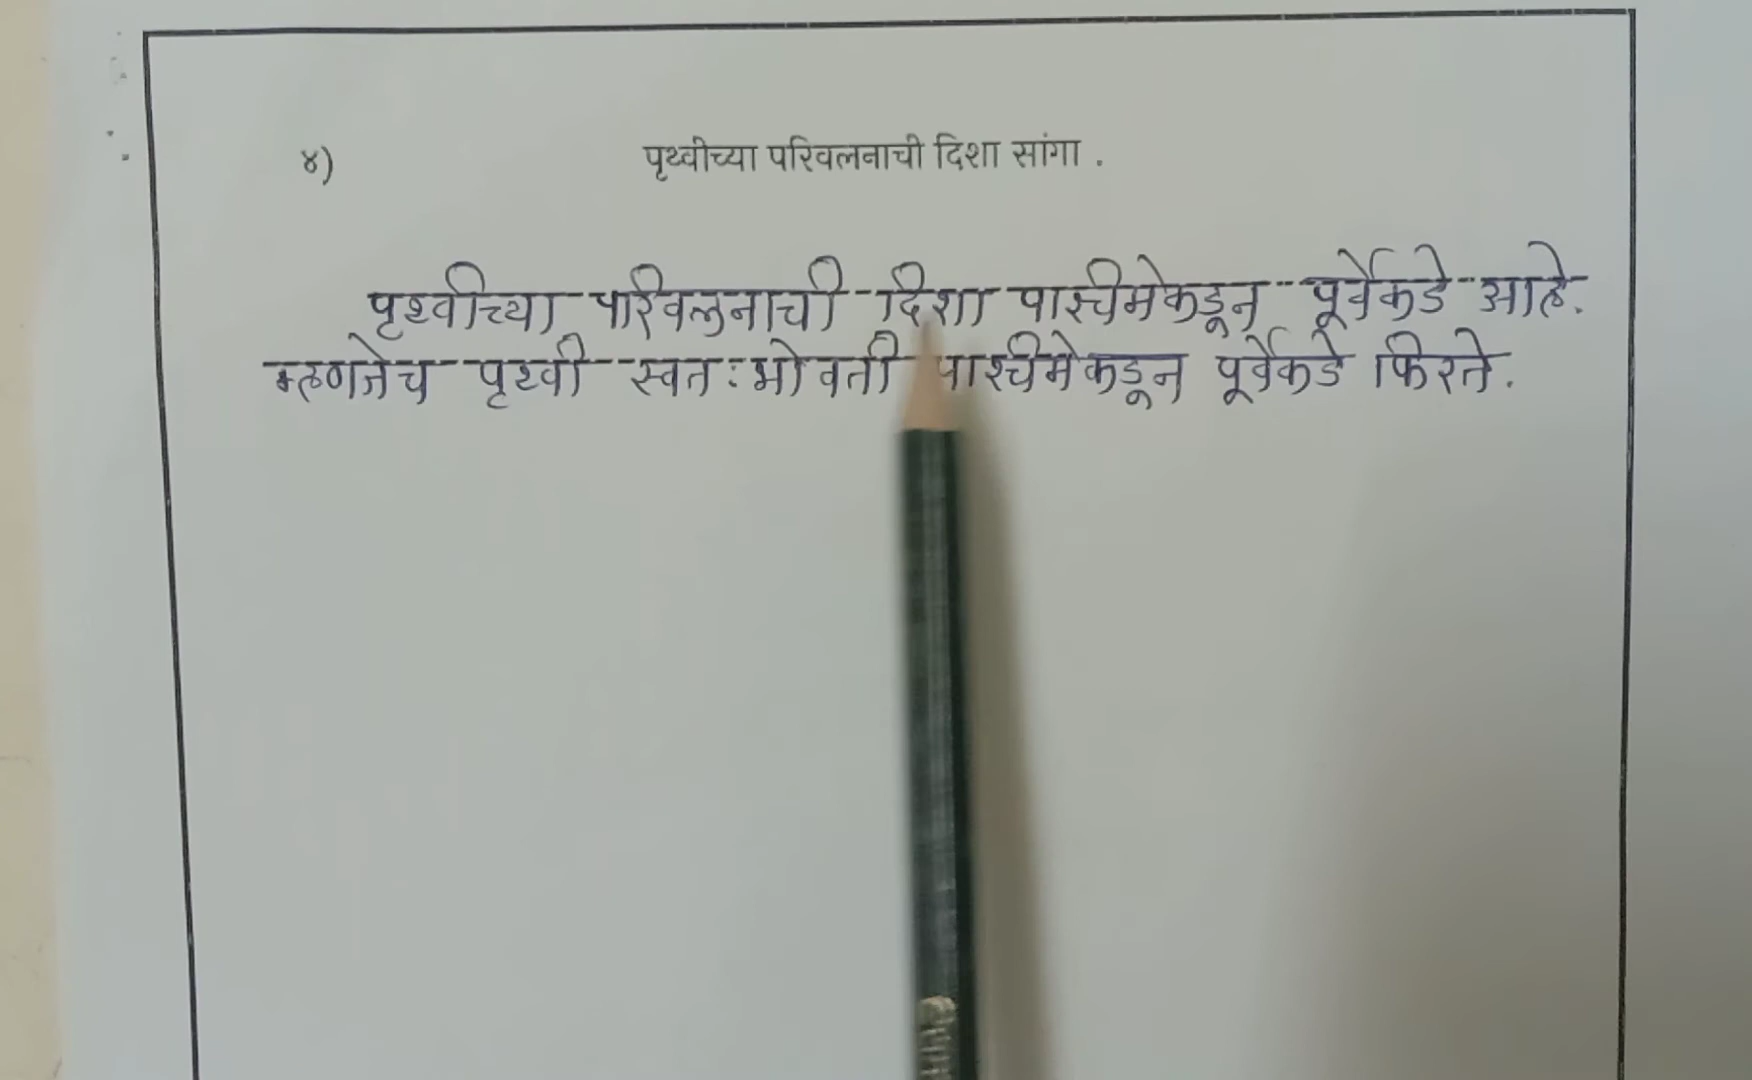 ४) पृथ्वीच्या परिवलनाची दिशा सांगा .
पृथ्वीच्या परिवलनाची दिशा पश्चिमेकडून पूर्वेकडे आहे.
म्हणजेच पृथ्वी स्वतःभोवती पश्चिमेकडून पूर्वेकडे फिरते.